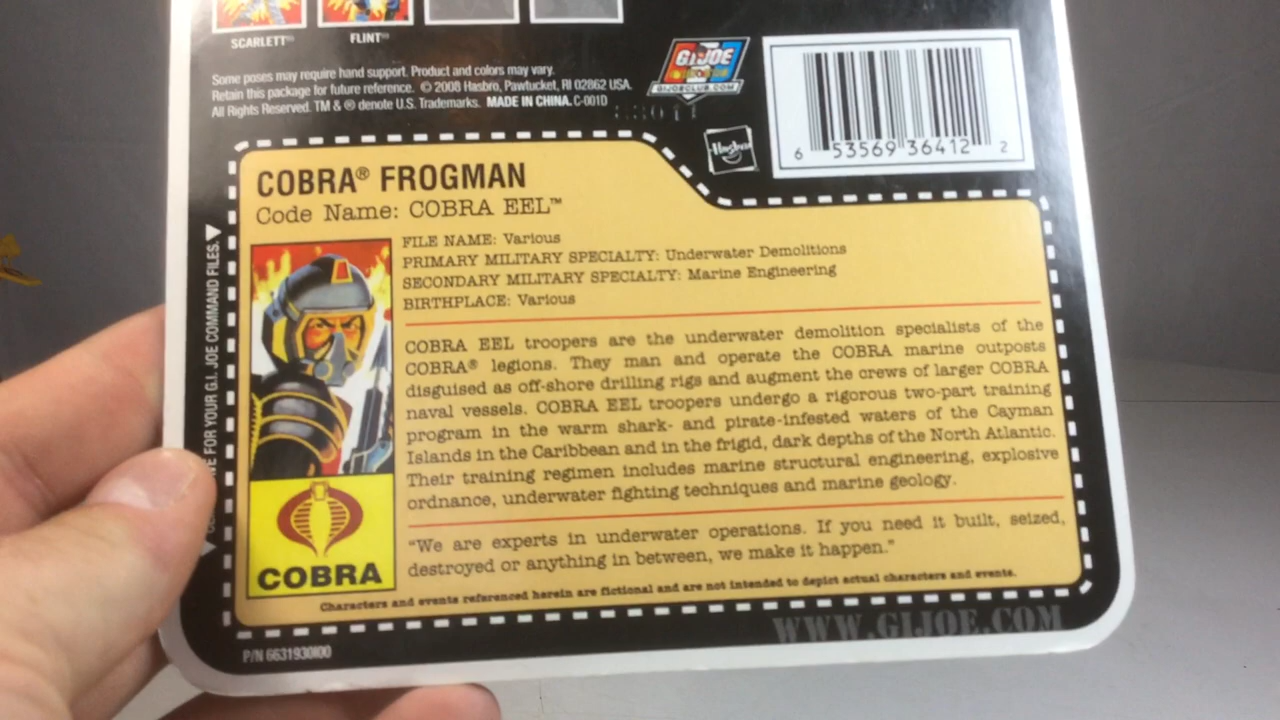 SCARLETT™ FLINT™
Some poses may require hand support. Product and colors may vary.
Retain this package for future reference. © 2008 Hasbro, Pawtucket, RI 02862 USA.
All Rights Reserved. TM & ® denote U.S. Trademarks. MADE IN CHINA. C-001D
G.I. JOE
GIJOECLUB.COM
Hasbro
6 53569 36412 2
COBRA® FROGMAN
Code Name: COBRA EEL™
FILE NAME: Various
PRIMARY MILITARY SPECIALTY: Underwater Demolitions
SECONDARY MILITARY SPECIALTY: Marine Engineering
BIRTHPLACE: Various
COBRA EEL troopers are the underwater demolition specialists of the
COBRA® legions. They man and operate the COBRA marine outposts
disguised as off-shore drilling rigs and augment the crews of larger COBRA
naval vessels. COBRA EEL troopers undergo a rigorous two-part training
program in the warm shark- and pirate-infested waters of the Cayman
Islands in the Caribbean and in the frigid, dark depths of the North Atlantic.
Their training regimen includes marine structural engineering, explosive
ordnance, underwater fighting techniques and marine geology.
“We are experts in underwater operations. If you need it built, seized,
destroyed or anything in between, we make it happen.”
Characters and events referenced herein are fictional and are not intended to depict actual characters and events.
COBRA
FOR YOUR G.I. JOE COMMAND FILES.
WWW.GIJOE.COM
P/N 6631930100